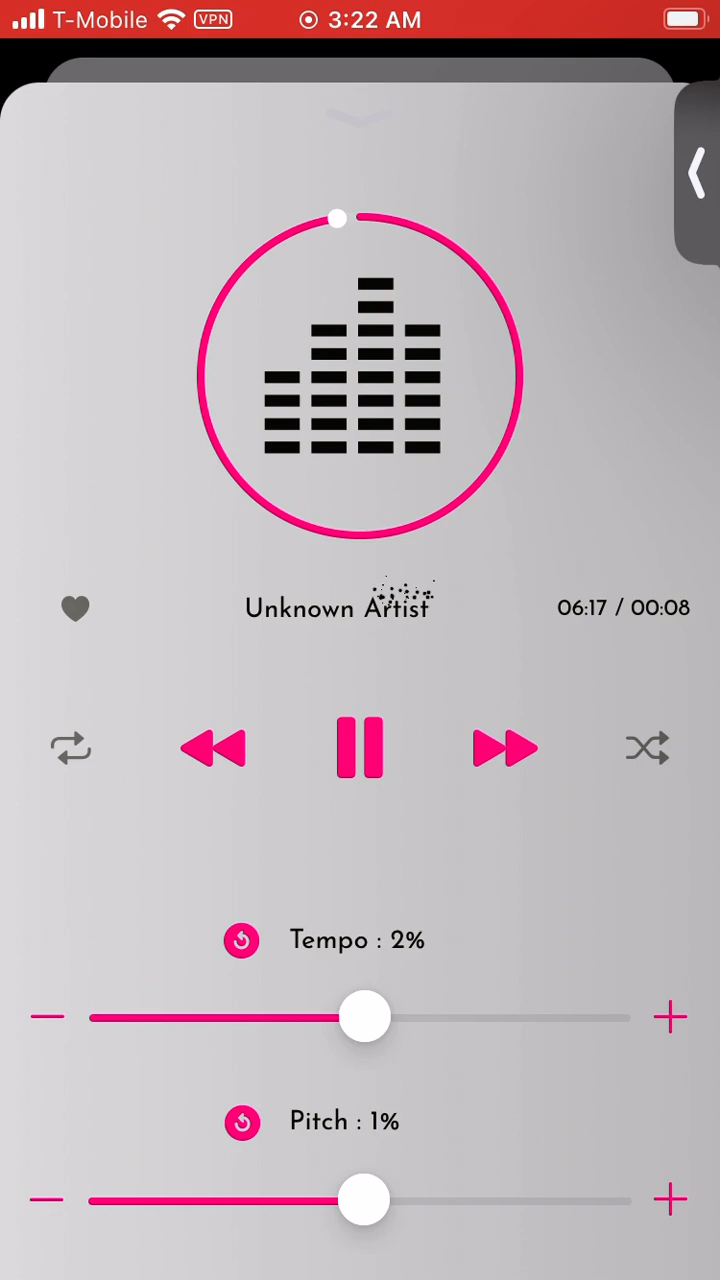 T-Mobile VPN 3:22 AM
Unknown Artist 06:17 / 00:08
Tempo : 2%
Pitch : 1%